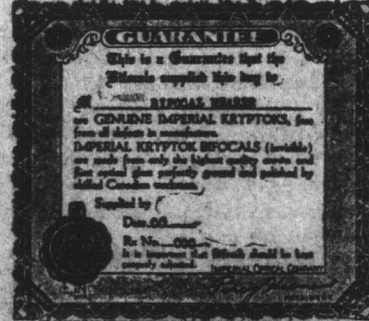 GUARANTEE
This is a Guarantee that the
Bifocals supplied this day to
M
BIFOCAL WEARER
are GENUINE IMPERIAL KRYPTOKS, free
from all defects in manufacture.
IMPERIAL KRYPTOK BIFOCALS (invisible)
are made from only the highest quality crown and
flint optical glass perfectly ground and polished by
skilled Canadian workmen.
Supplied by
Date 00
Rx No. 000
It is important that Bifocals should be kept
properly adjusted.
IMPERIAL OPTICAL COMPANY